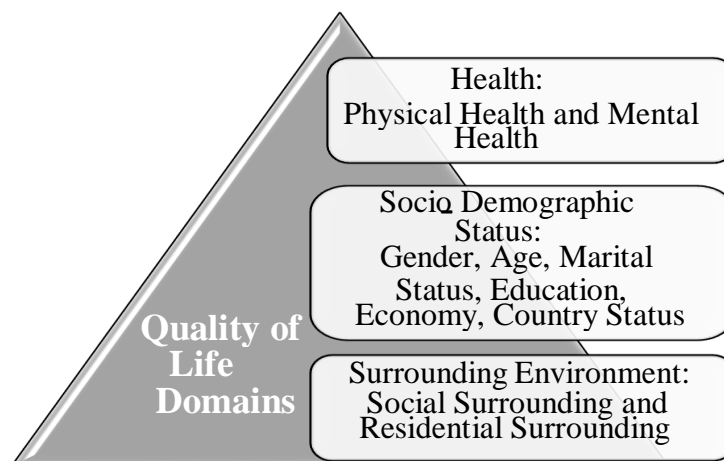 Health:
Physical Health and Mental
Health
Socio Demographic
Status:
Gender, Age, Marital
Status, Education,
Economy, Country Status
Quality of
Life
Domains
Surrounding Environment:
Social Surrounding and
Residential Surrounding